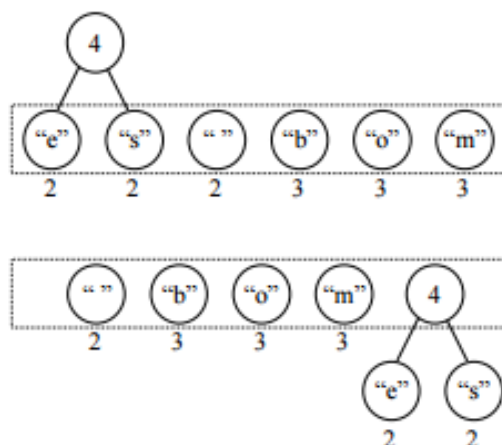 4
“e” “s” “ ” “b” “o” “m”
2 2 2 3 3 3
“ ” “b” “o” “m” 4
2 3 3 3
“e” “s”
2 2